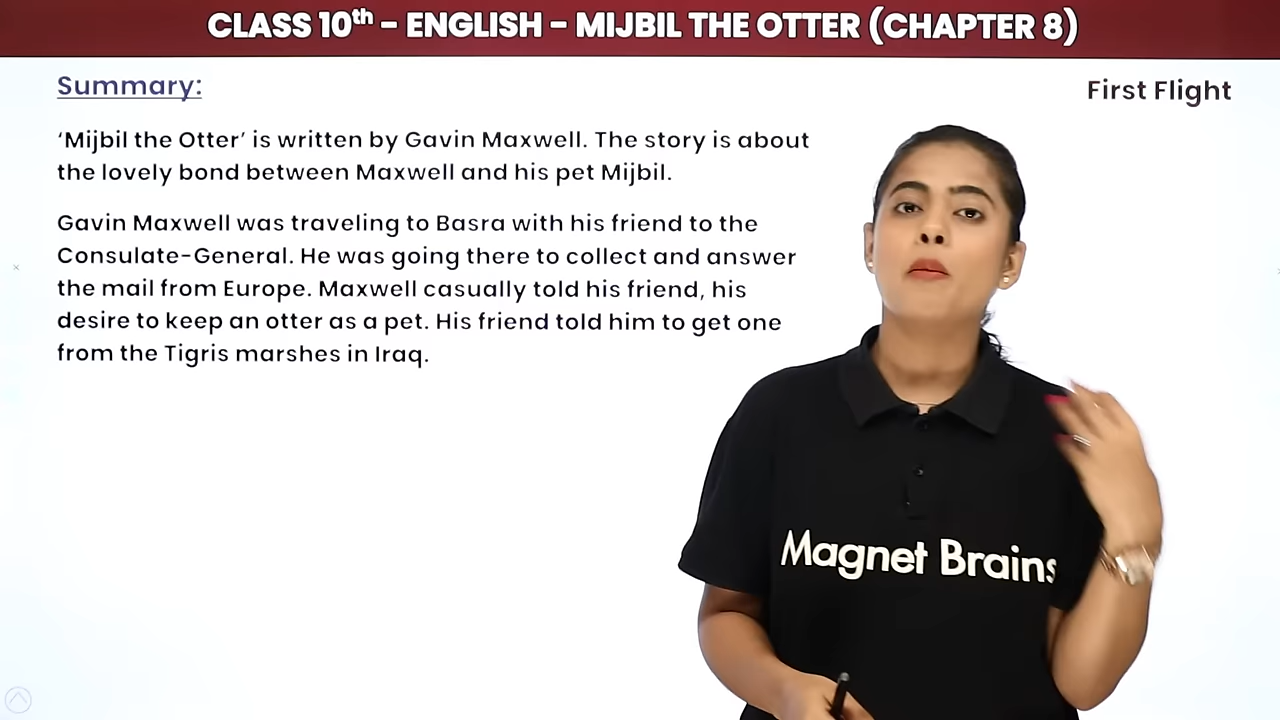 CLASS 10th – ENGLISH – MIJBIL THE OTTER (CHAPTER 8)
Summary:
First Flight
‘Mijbil the Otter’ is written by Gavin Maxwell. The story is about
the lovely bond between Maxwell and his pet Mijbil.
Gavin Maxwell was traveling to Basra with his friend to the
Consulate-General. He was going there to collect and answer
the mail from Europe. Maxwell casually told his friend, his
desire to keep an otter as a pet. His friend told him to get one
from the Tigris marshes in Iraq.
Magnet Brains